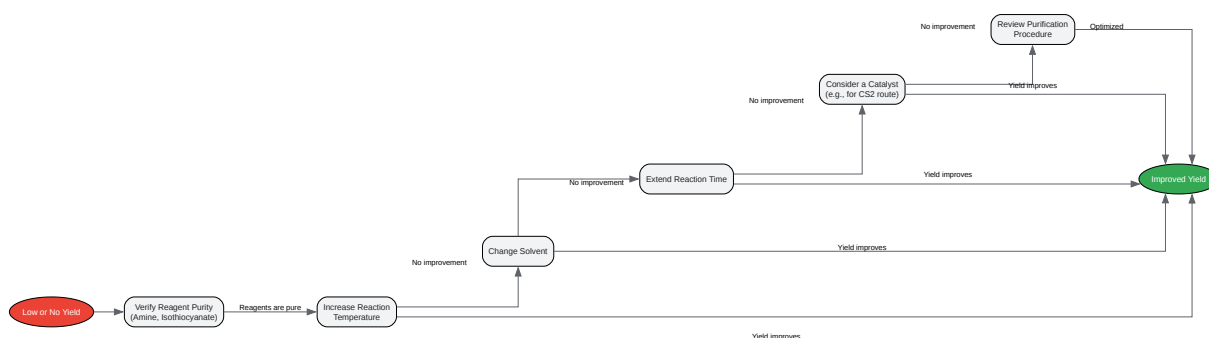 Review Purification
Procedure
No improvement
Optimized
Consider a Catalyst
(e.g., for CS2 route)
Yield improves
No improvement
Extend Reaction Time
No improvement
Yield improves
Improved Yield
Change Solvent
Yield improves
No improvement
Low or No Yield
Verify Reagent Purity
(Amine, Isothiocyanate)
Reagents are pure
Increase Reaction
Temperature
Yield improves